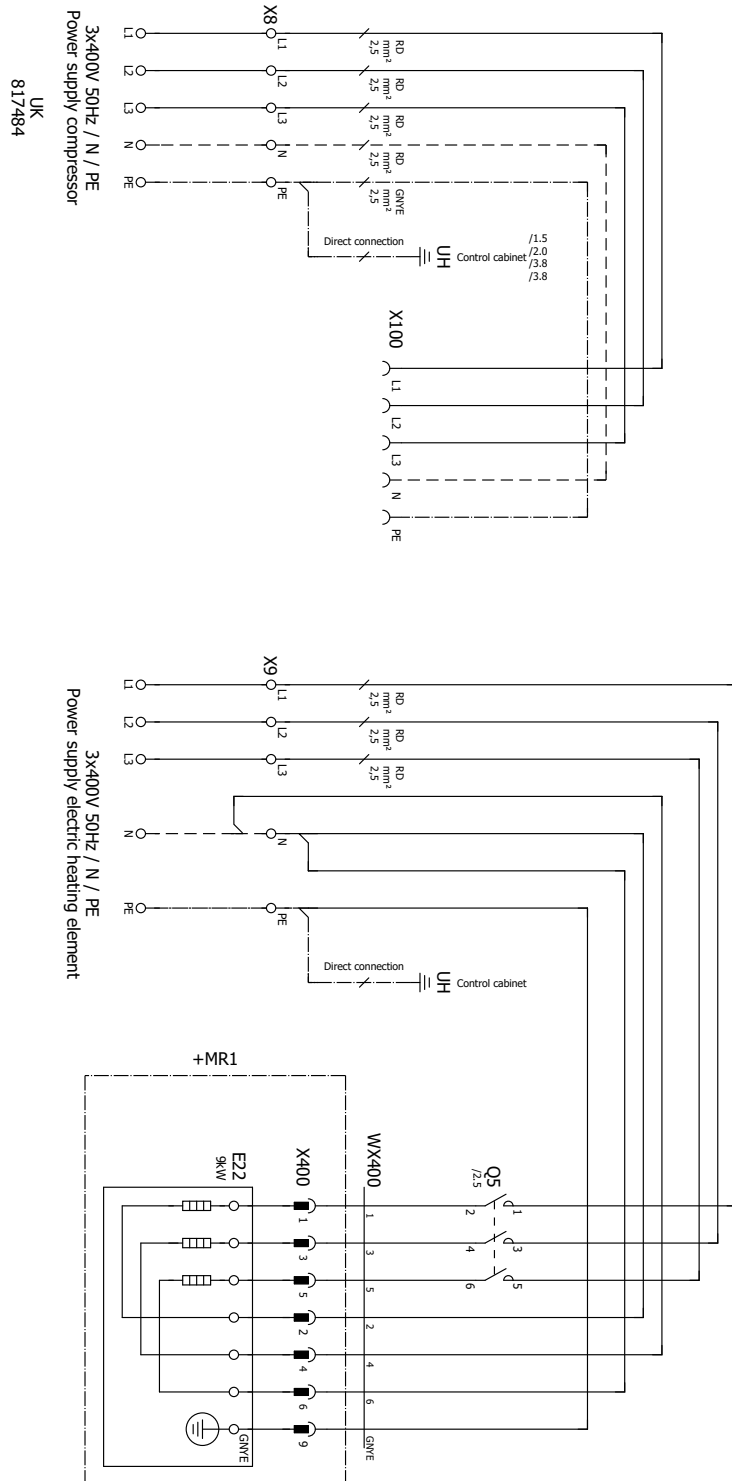 X8
L1
L1
RD
2,5 mm²
L2
L2
RD
2,5 mm²
L3
L3
RD
2,5 mm²
N
N
RD
2,5 mm²
PE
PE
GNYE
2,5 mm²
3x400V 50Hz / N / PE
Power supply compressor
UK
817484
Direct connection
UH
Control cabinet
/1.5
/2.0
/3.8
/3.8
X100
L1
L2
L3
N
PE
X9
L1
L1
RD
2,5 mm²
L2
L2
RD
2,5 mm²
L3
L3
RD
2,5 mm²
N
N
PE
PE
3x400V 50Hz / N / PE
Power supply electric heating element
Direct connection
UH
Control cabinet
+MR1
E22
9kW
X400
1
3
5
2
4
6
9
GNYE
WX400
1
3
5
2
4
6
GNYE
Q5
/2.5
1
2
3
4
5
6